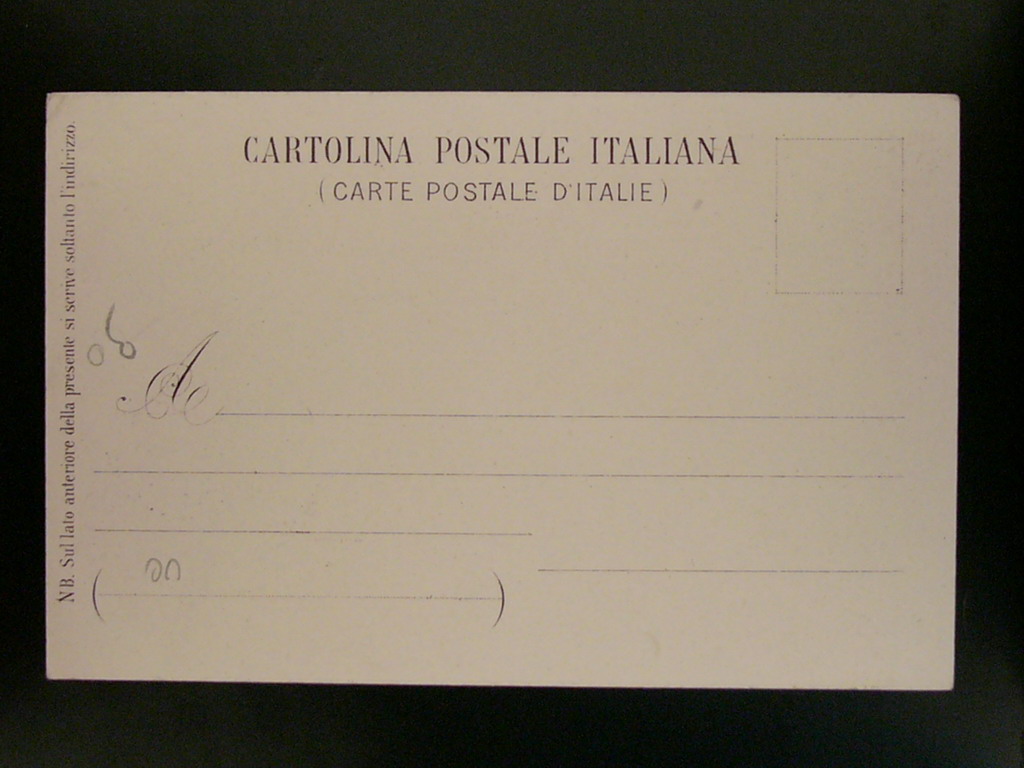 CARTOLINA POSTALE ITALIANA
(CARTE POSTALE D'ITALIE)
A
NB. Sul lato anteriore della presente si scrive soltanto l'indirizzo.